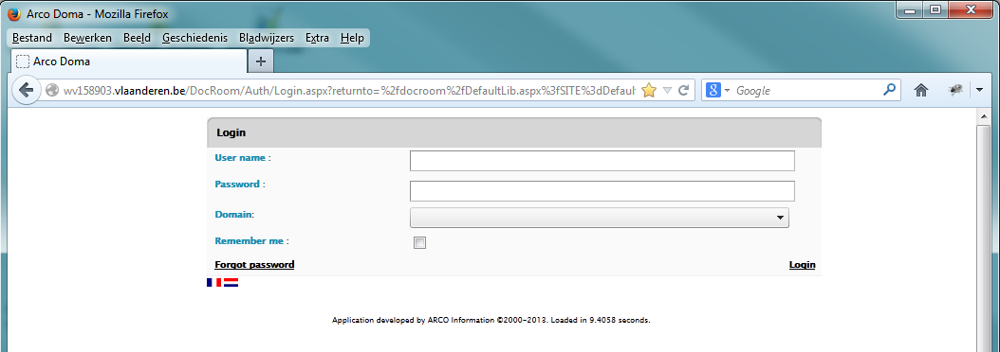 Arco Doma - Mozilla Firefox
Bestand Bewerken Beeld Geschiedenis Bladwijzers Extra Help
Arco Doma
wv158903.vlaanderen.be/DocRoom/Auth/Login.aspx?returnto=%2fdocroom%2fDefaultLib.aspx%3fSITE%3dDefaul
Google
Login
User name :
Password :
Domain:
Remember me :
Forgot password Login
Application developed by ARCO Information ©2000-2013. Loaded in 9.4058 seconds.